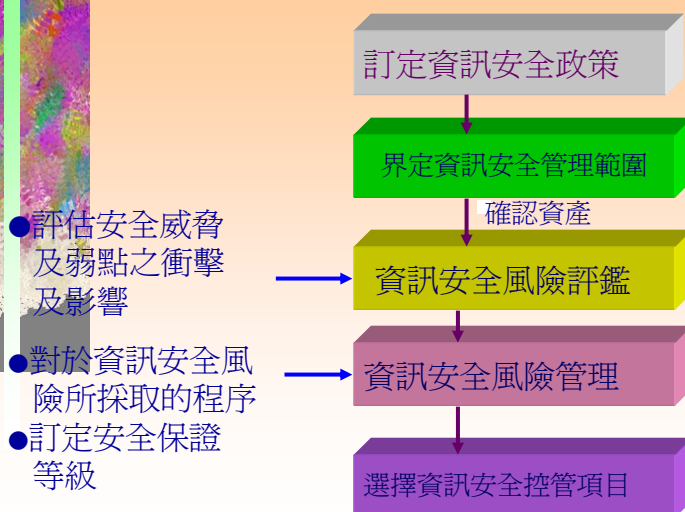 訂定資訊安全政策
界定資訊安全管理範圍
確認資產
●評估安全威脅
及弱點之衝擊
及影響
資訊安全風險評鑑
●對於資訊安全風
險所採取的程序
●訂定安全保證
等級
資訊安全風險管理
選擇資訊安全控管項目